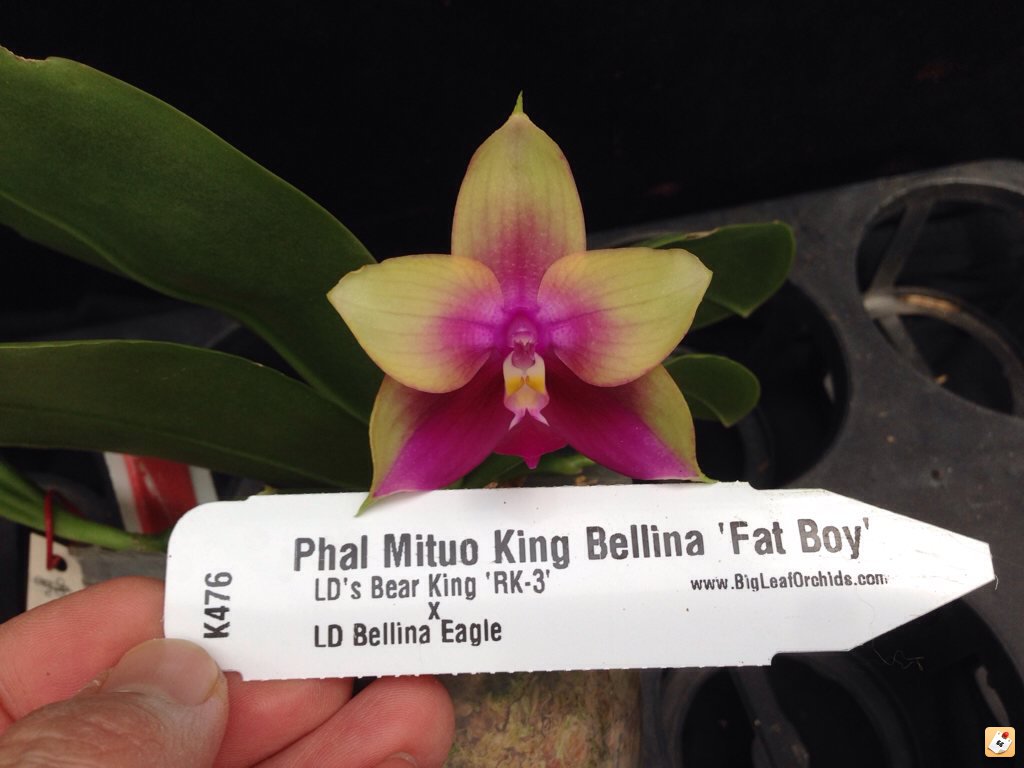 Phal Mituo King Bellina 'Fat Boy'
LD's Bear King 'RK-3'
www.BigLeafOrchids.com
X
LD Bellina Eagle
K476